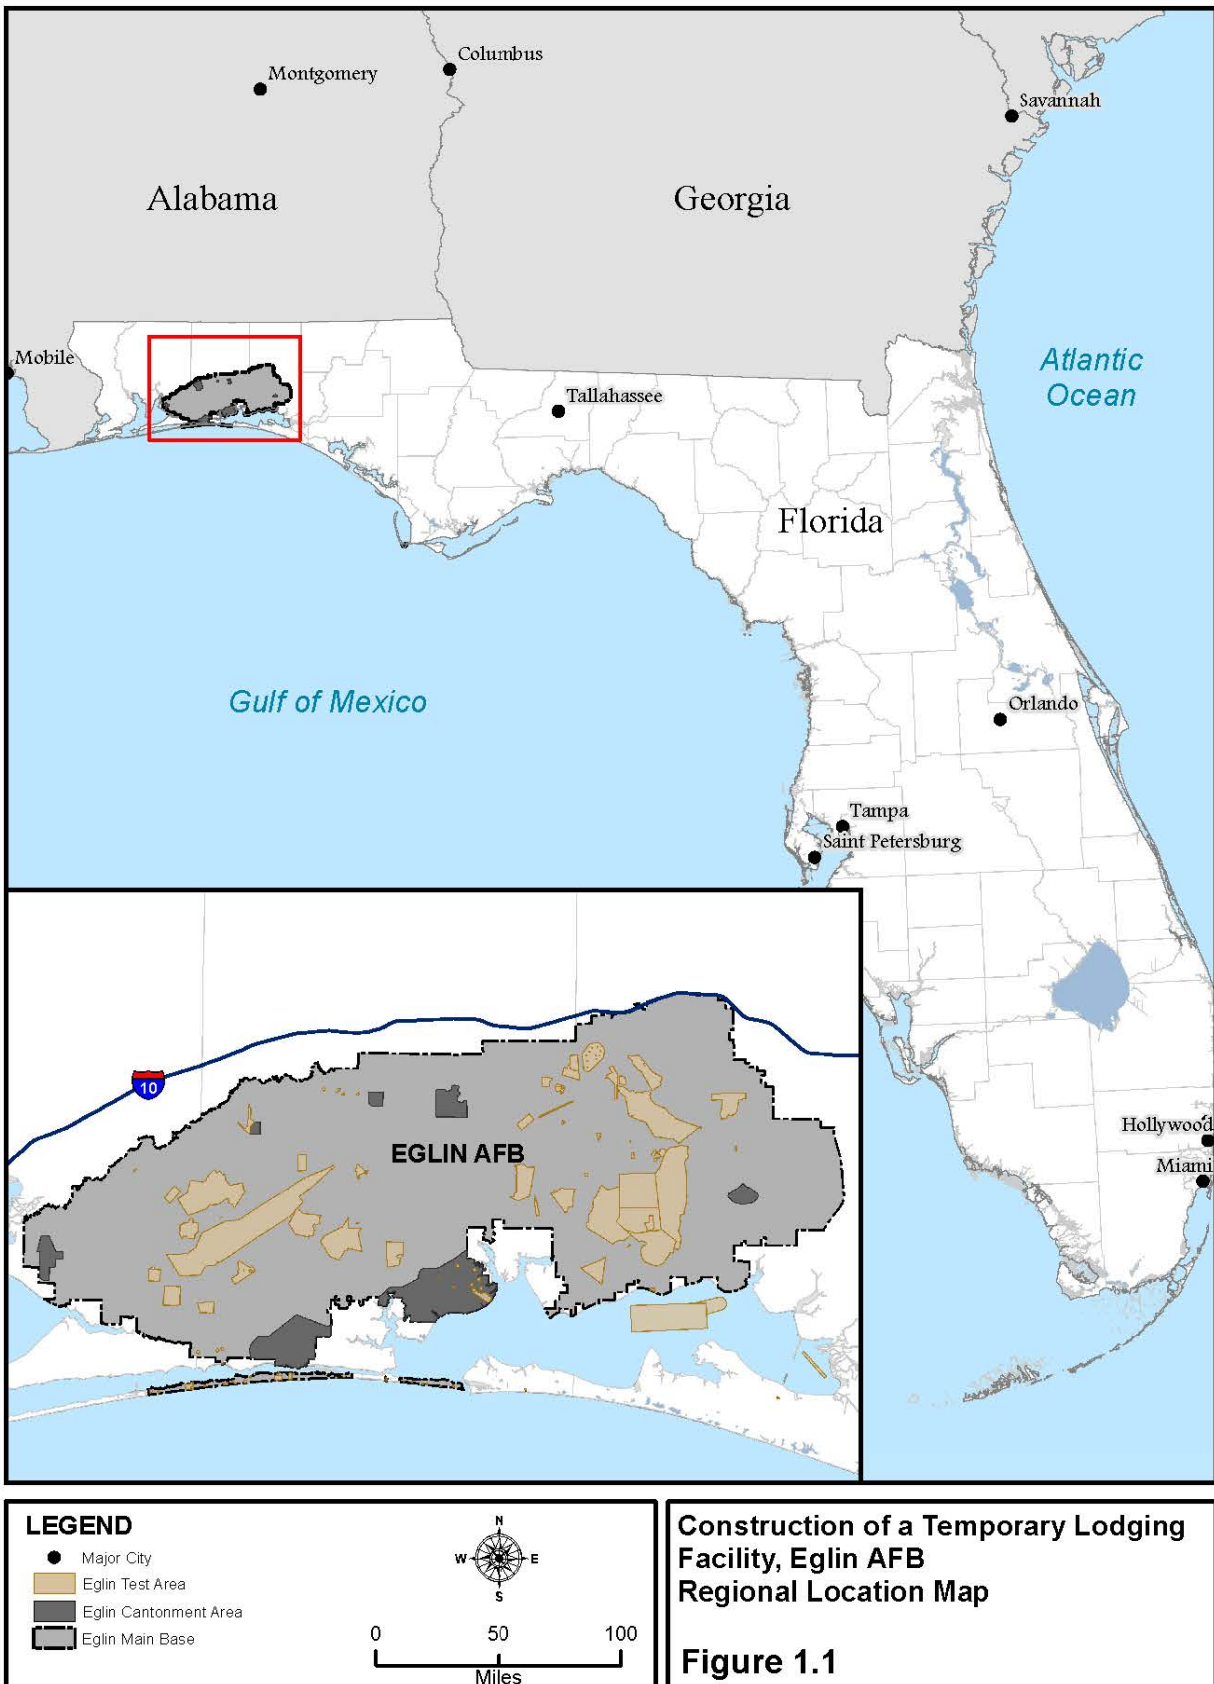 Columbus
Montgomery
Savannah
Alabama
Georgia
Mobile
Atlantic
Ocean
Tallahassee
Florida
Gulf of Mexico
Orlando
Tampa
Saint Petersburg
10
EGLIN AFB
Hollywood
Miami
LEGEND
Major City
Eglin Test Area
Eglin Cantonment Area
Eglin Main Base
N
W
E
S
0 50 100
Miles
Construction of a Temporary Lodging
Facility, Eglin AFB
Regional Location Map
Figure 1.1